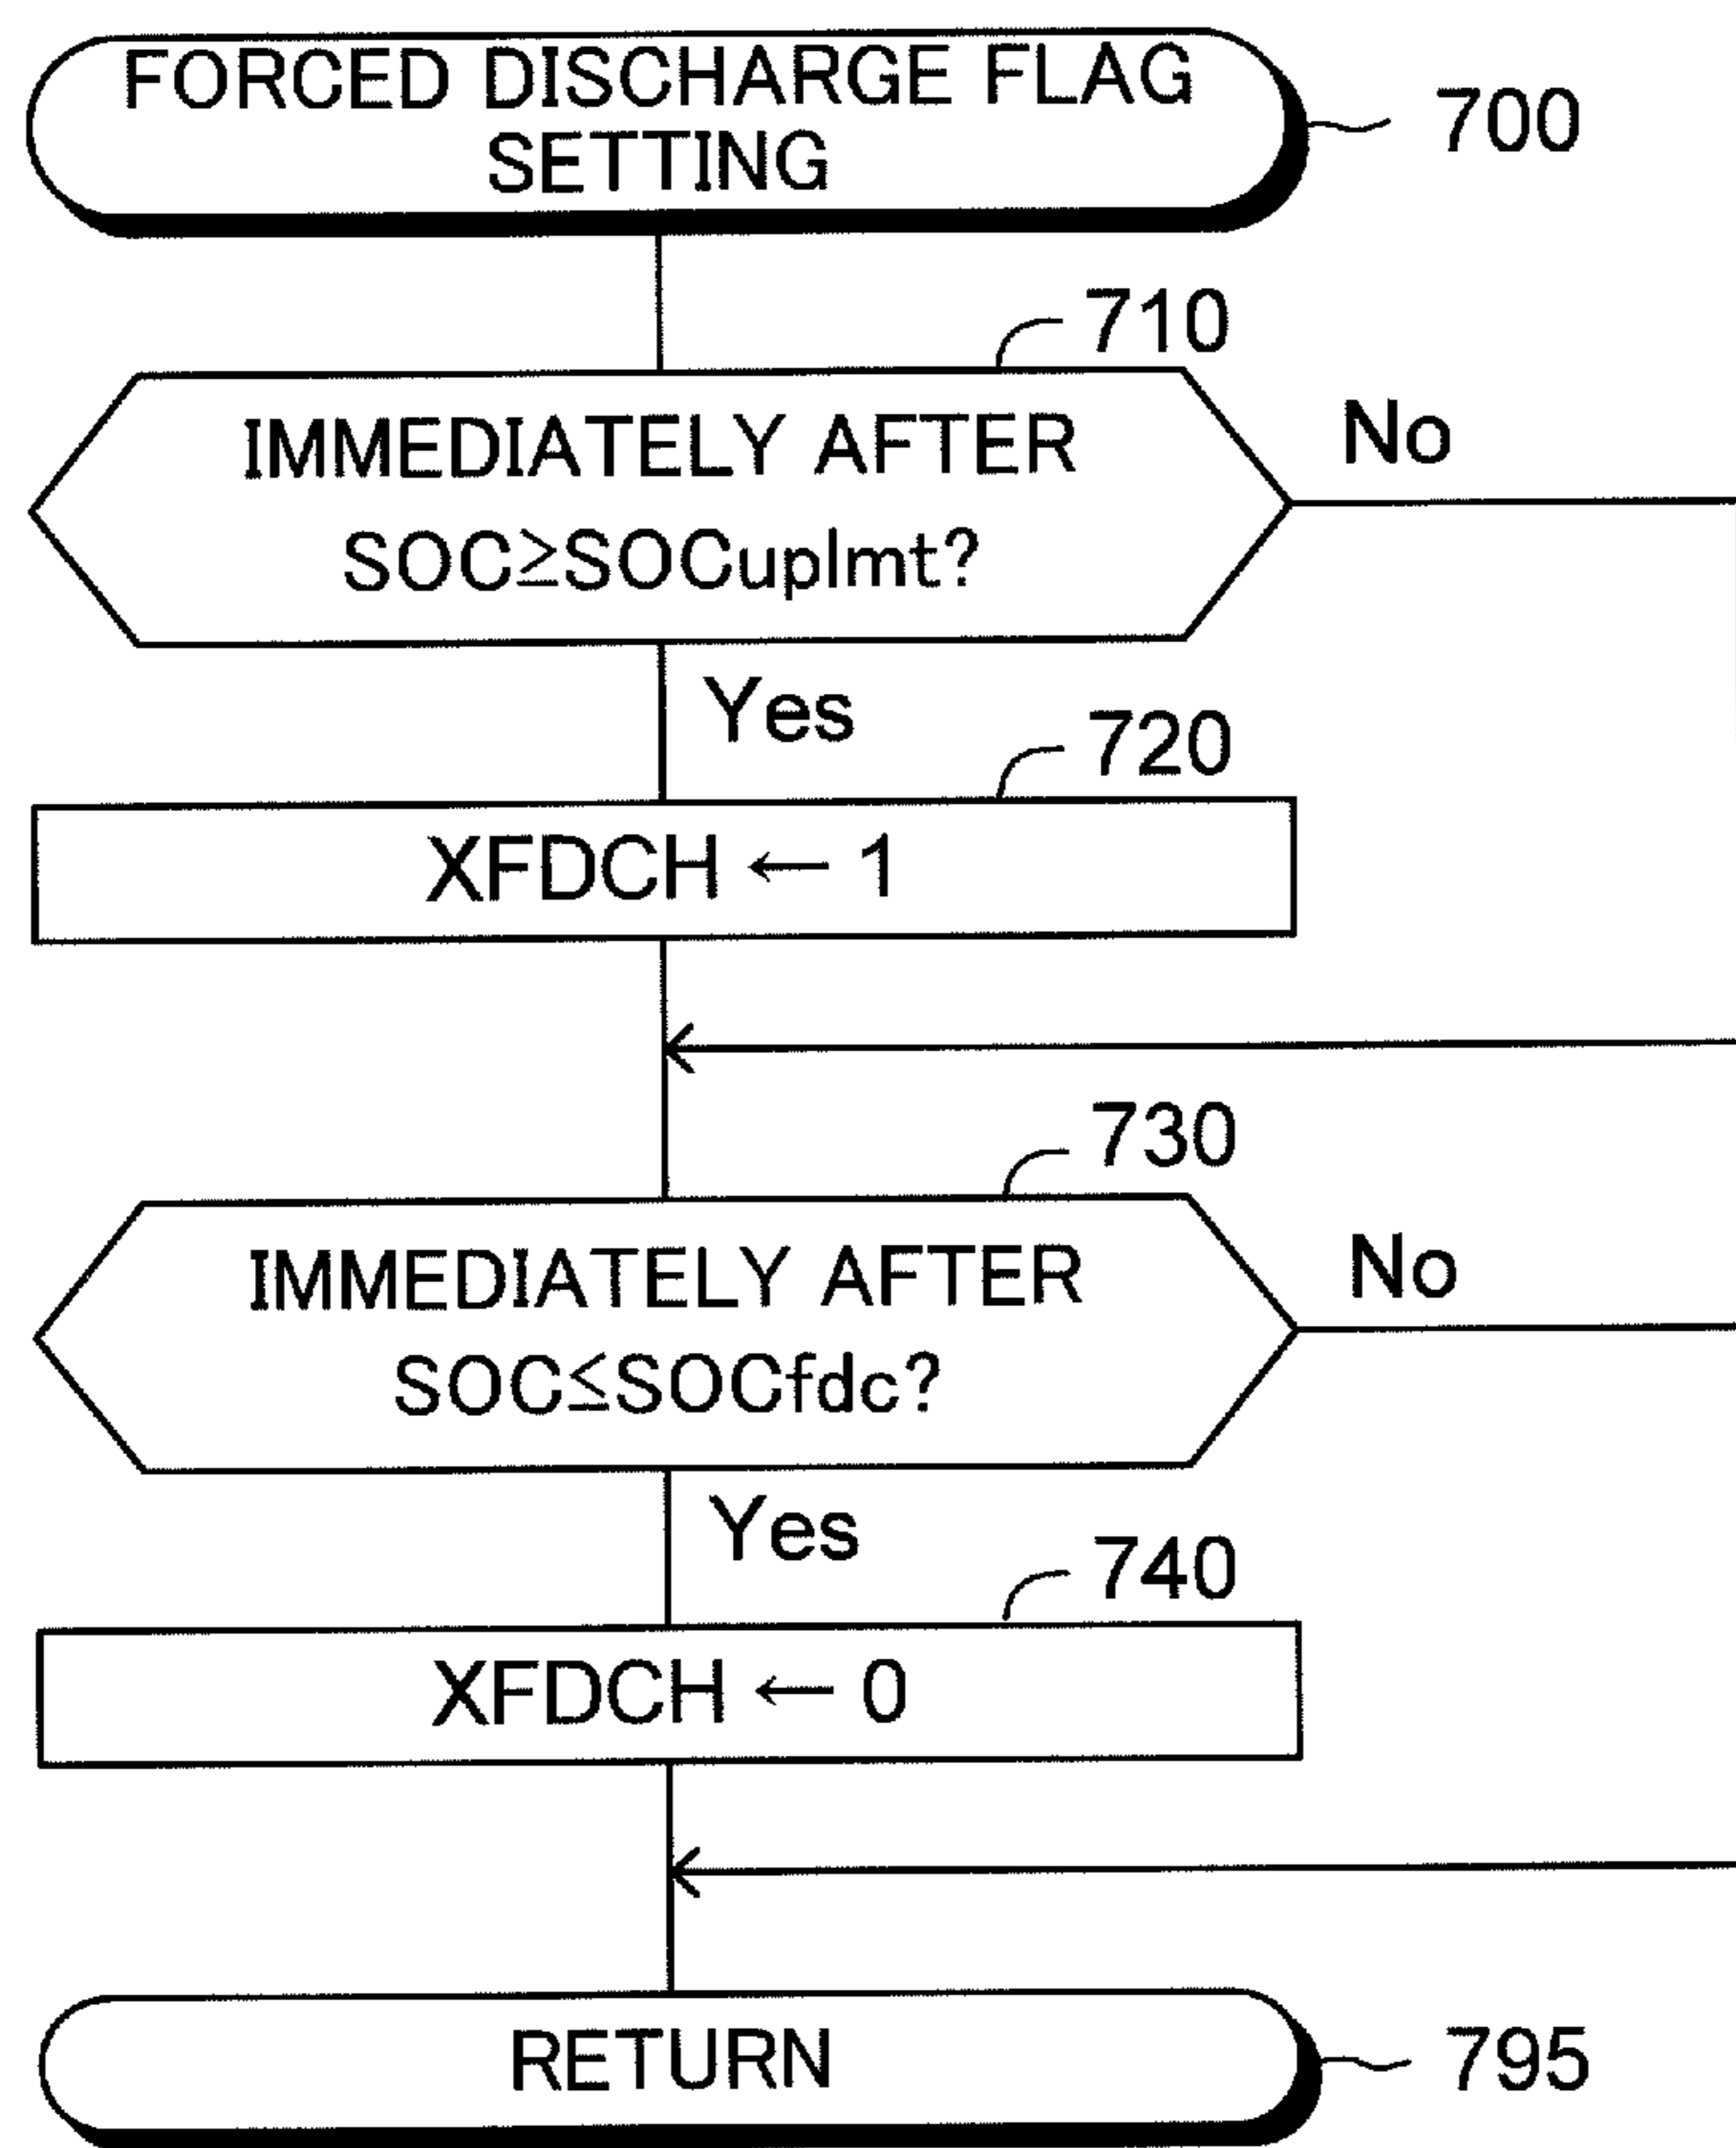 FORCED DISCHARGE FLAG
SETTING
700
710
IMMEDIATELY AFTER
SOC≥SOCuplmt?
No
Yes
720
XFDCH ← 1
730
IMMEDIATELY AFTER
SOC≤SOCfdc?
No
Yes
740
XFDCH ← 0
RETURN
795